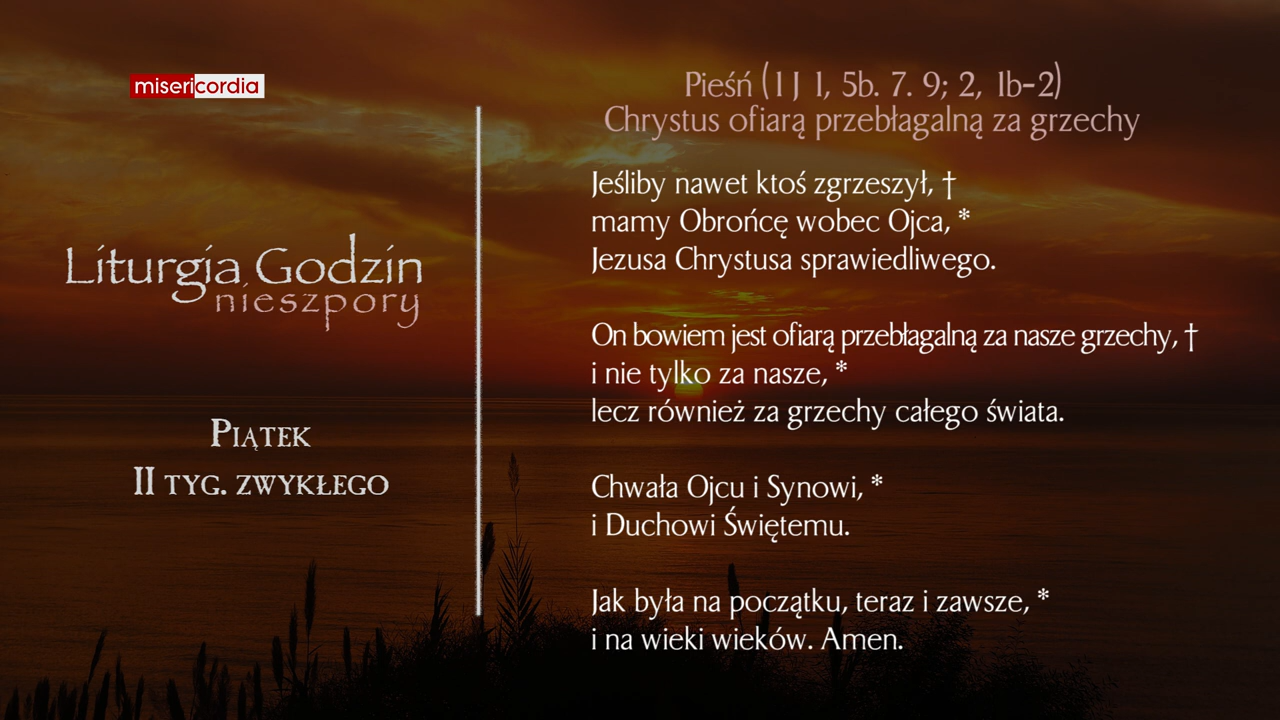 misericordia
Liturgia Godzin
nieszpory
Piątek
II tyg. zwykłego
Pieśń (1 J 1, 5b. 7. 9; 2, 1b-2)
Chrystus ofiarą przebłagalną za grzechy
Jeśliby nawet ktoś zgrzeszył, †
mamy Obrońcę wobec Ojca, *
Jezusa Chrystusa sprawiedliwego.
On bowiem jest ofiarą przebłagalną za nasze grzechy, †
i nie tylko za nasze, *
lecz również za grzechy całego świata.
Chwała Ojcu i Synowi, *
i Duchowi Świętemu.
Jak była na początku, teraz i zawsze, *
i na wieki wieków. Amen.